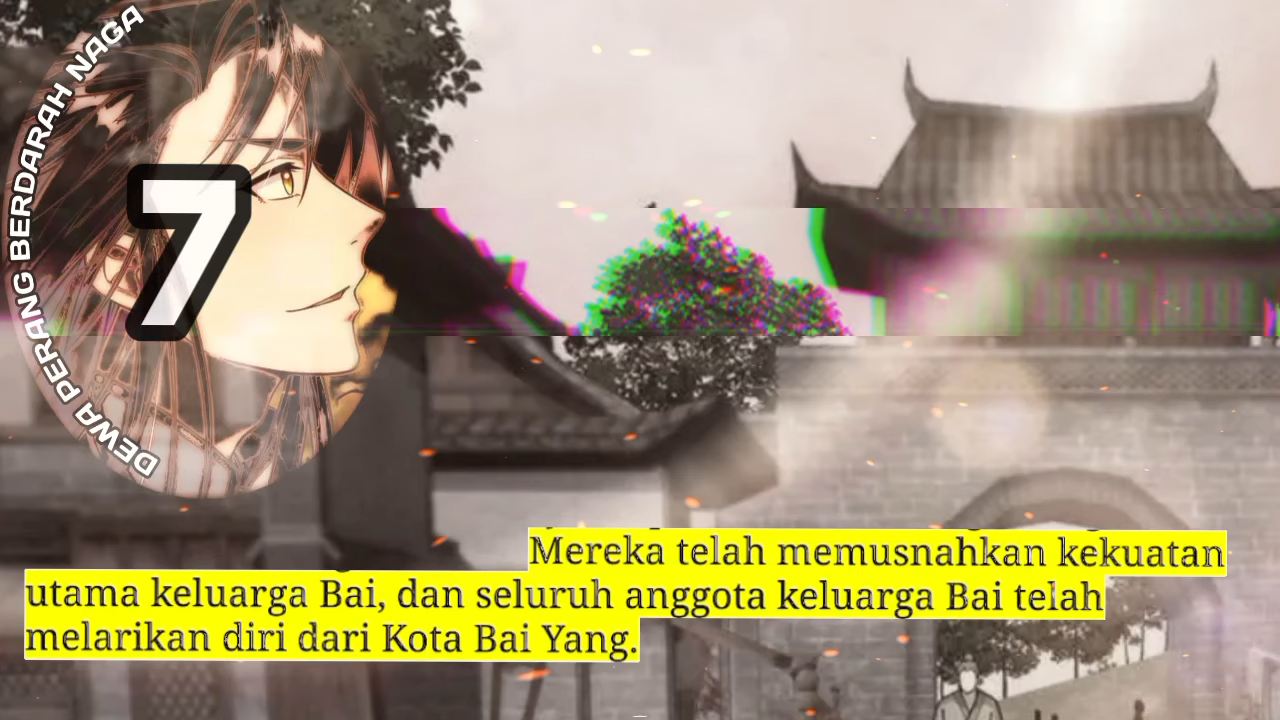 DEWA PERANG BERDARAH NAGA
7
Mereka telah memusnahkan kekuatan
utama keluarga Bai, dan seluruh anggota keluarga Bai telah
melarikan diri dari Kota Bai Yang.